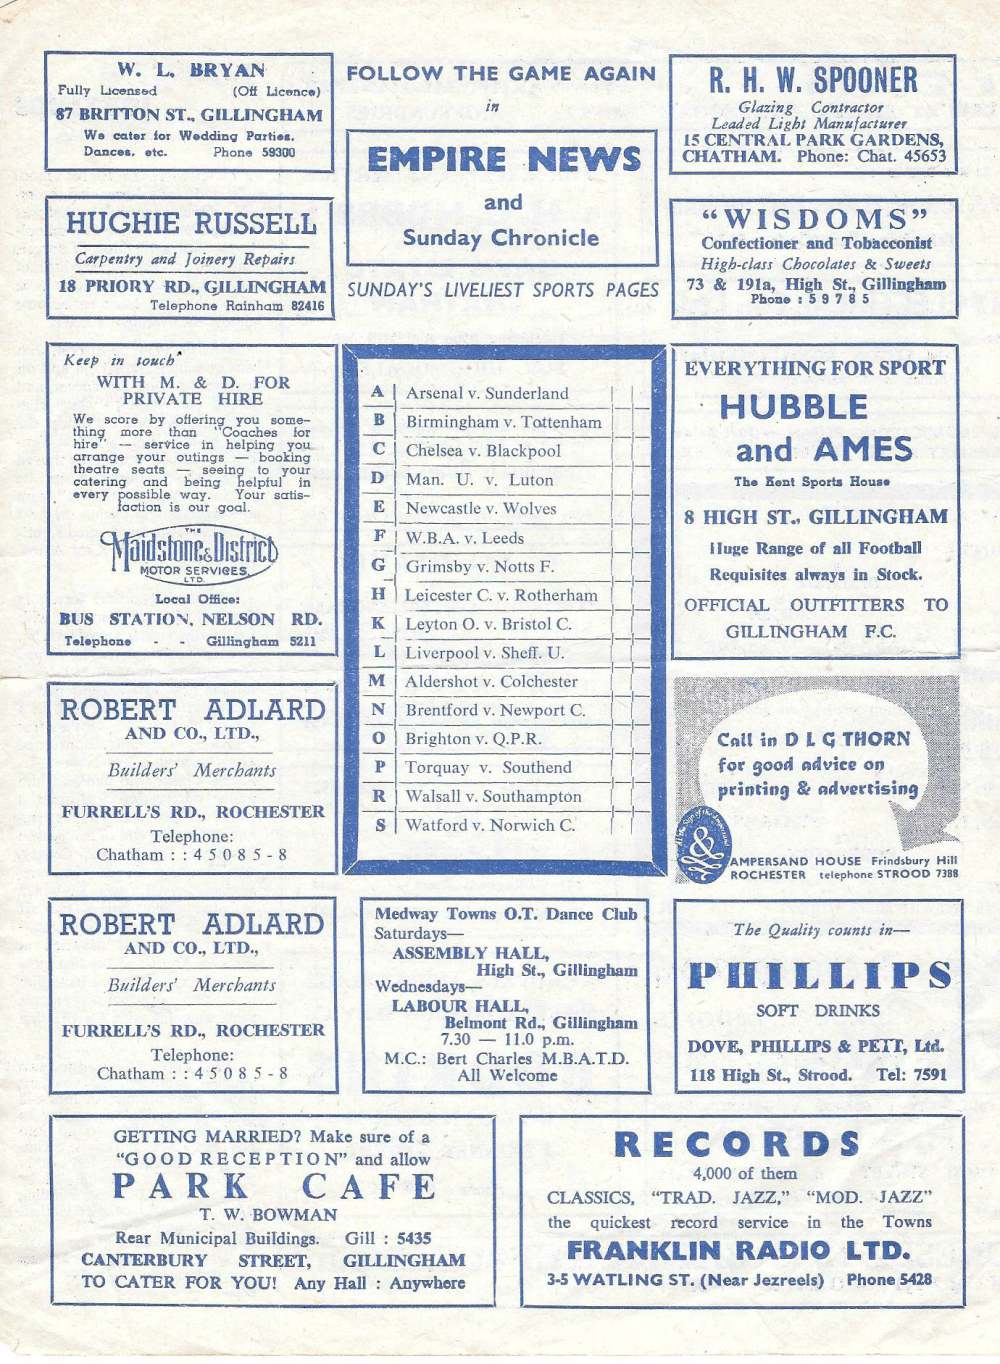 W. L. BRYAN
Fully Licensed (Off Licence)
87 BRITTON ST., GILLINGHAM
We cater for Wedding Parties,
Dances, etc. Phone 59300
FOLLOW THE GAME AGAIN
in
EMPIRE NEWS
and
Sunday Chronicle
SUNDAY'S LIVELIEST SPORTS PAGES
R. H. W. SPOONER
Glazing Contractor
Leaded Light Manufacturer
15 CENTRAL PARK GARDENS,
CHATHAM. Phone: Chat. 45653
HUGHIE RUSSELL
Carpentry and Joinery Repairs
18 PRIORY RD., GILLINGHAM
Telephone Rainham 82416
"WISDOMS"
Confectioner and Tobacconist
High-class Chocolates & Sweets
73 & 191a, High St., Gillingham
Phone : 5 9 7 8 5
Keep in touch
WITH M. & D. FOR
PRIVATE HIRE
We score by offering you some-
thing more than "Coaches for
hire" — service in helping you
arrange your outings — booking
theatre seats — seeing to your
catering and being helpful in
every possible way. Your satis-
faction is our goal.
THE
Maidstone & District
MOTOR SERVICES
LTD.
Local Office:
BUS STATION, NELSON RD.
Telephone - - Gillingham 5211
A Arsenal v. Sunderland
B Birmingham v. Tottenham
C Chelsea v. Blackpool
D Man. U. v. Luton
E Newcastle v. Wolves
F W.B.A. v. Leeds
G Grimsby v. Notts F.
H Leicester C. v. Rotherham
K Leyton O. v. Bristol C.
L Liverpool v. Sheff. U.
M Aldershot v. Colchester
N Brentford v. Newport C.
O Brighton v. Q.P.R.
P Torquay v. Southend
R Walsall v. Southampton
S Watford v. Norwich C.
EVERYTHING FOR SPORT
HUBBLE
and AMES
The Kent Sports House
8 HIGH ST., GILLINGHAM
Huge Range of all Football
Requisites always in Stock.
OFFICIAL OUTFITTERS TO
GILLINGHAM F.C.
ROBERT ADLARD
AND CO., LTD.,
Builders' Merchants
FURRELL'S RD., ROCHESTER
Telephone:
Chatham : : 4 5 0 8 5 - 8
Call in D L G THORN
for good advice on
printing & advertising
At the Sign of the Ampersand
&
AMPERSAND HOUSE Frindsbury Hill
ROCHESTER telephone STROOD 7388
ROBERT ADLARD
AND CO., LTD.,
Builders' Merchants
FURRELL'S RD., ROCHESTER
Telephone:
Chatham : : 4 5 0 8 5 - 8
Medway Towns O.T. Dance Club
Saturdays—
ASSEMBLY HALL,
High St., Gillingham
Wednesdays—
LABOUR HALL,
Belmont Rd., Gillingham
7.30 — 11.0 p.m.
M.C.: Bert Charles M.B.A.T.D.
All Welcome
The Quality counts in—
PHILLIPS
SOFT DRINKS
DOVE, PHILLIPS & PETT, Ltd.
118 High St., Strood. Tel: 7591
GETTING MARRIED? Make sure of a
"GOOD RECEPTION" and allow
PARK CAFE
T. W. BOWMAN
Rear Municipal Buildings. Gill : 5435
CANTERBURY STREET, GILLINGHAM
TO CATER FOR YOU! Any Hall : Anywhere
RECORDS
4,000 of them
CLASSICS, "TRAD. JAZZ," "MOD. JAZZ"
the quickest record service in the Towns
FRANKLIN RADIO LTD.
3-5 WATLING ST. (Near Jezreels) Phone 5428